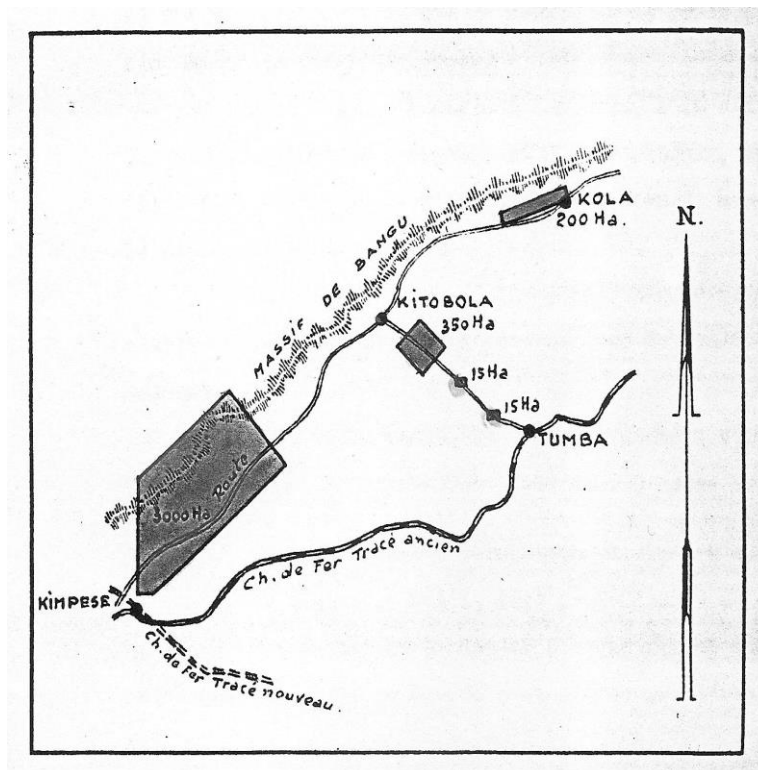 KOLA
200 Ha.
N.
MASSIF DE BANGU
KiTOBOLA
350 Ha
15 Ha
15 Ha
TUMBA
Route
3000 Ha
Ch. de Fer Tracé ancien
KiMPESE
Ch. de Fer Tracé nouveau.